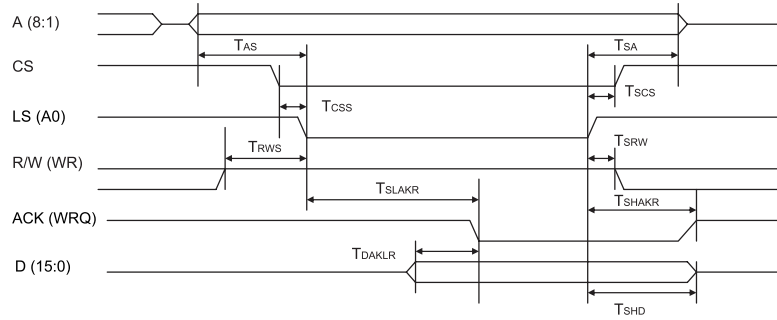 A (8:1)
TAS
TSA
CS
TCSS
TSCS
LS (A0)
TRWS
TSRW
R/W (WR)
TSLAKR
TSHAKR
ACK (WRQ)
TDAKLR
D (15:0)
TSHD